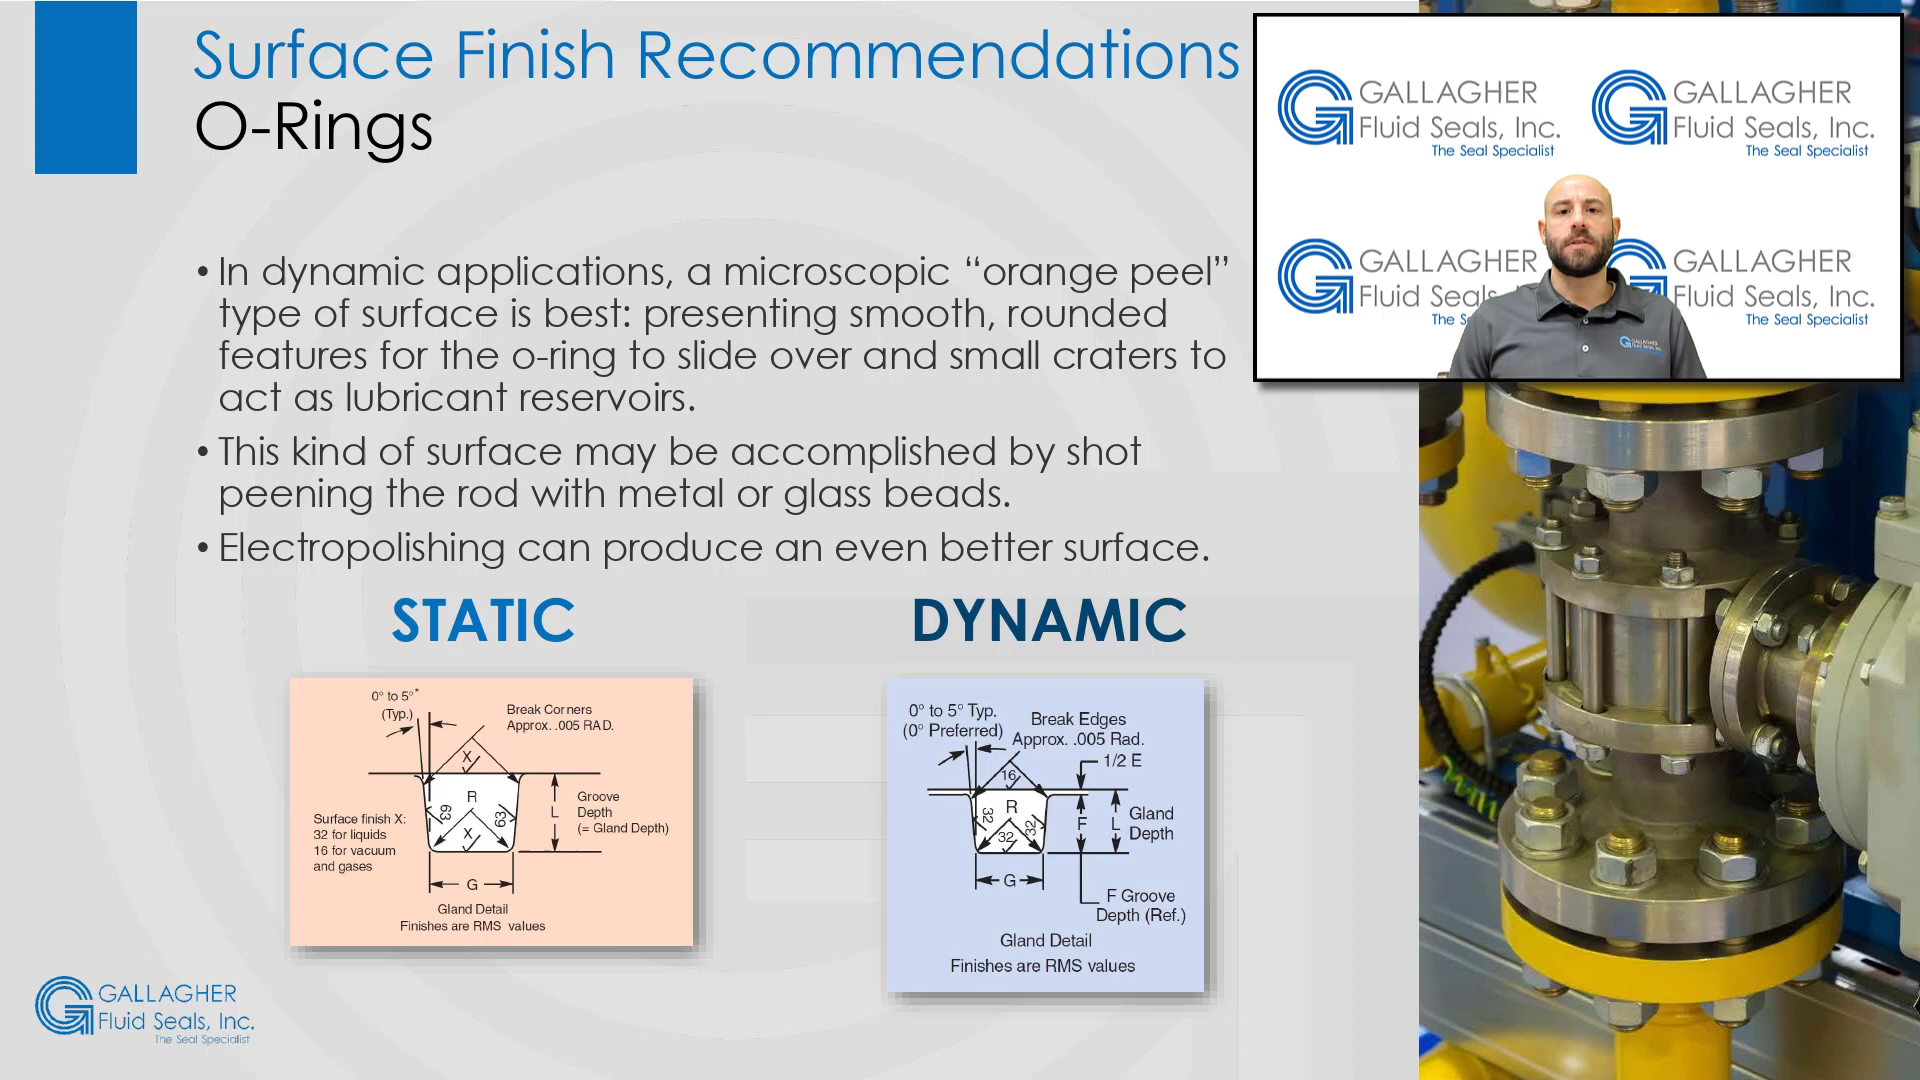 Surface Finish Recommendations
O-Rings
• In dynamic applications, a microscopic “orange peel”
type of surface is best: presenting smooth, rounded
features for the o-ring to slide over and small craters to
act as lubricant reservoirs.
• This kind of surface may be accomplished by shot
peening the rod with metal or glass beads.
• Electropolishing can produce an even better surface.
STATIC
0° to 5°*
(Typ.)
Break Corners
Approx. .005 RAD.
X
R
63
63
X
L
Groove
Depth
(= Gland Depth)
Surface finish X:
32 for liquids
16 for vacuum
and gases
G
Gland Detail
Finishes are RMS values
DYNAMIC
0° to 5° Typ.
(0° Preferred)
Break Edges
Approx. .005 Rad.
1/2 E
16
R
32
32
32
F
L
Gland
Depth
G
F Groove
Depth (Ref.)
Gland Detail
Finishes are RMS values
GALLAGHER
Fluid Seals, Inc.
The Seal Specialist
GALLAGHER
Fluid Seals, Inc.
The Seal Specialist
GALLAGHER
Fluid Seals, Inc.
The Seal Specialist
GALLAGHER
Fluid Seals
The S
GALLAGHER
Fluid Seals, Inc.
The Seal Specialist